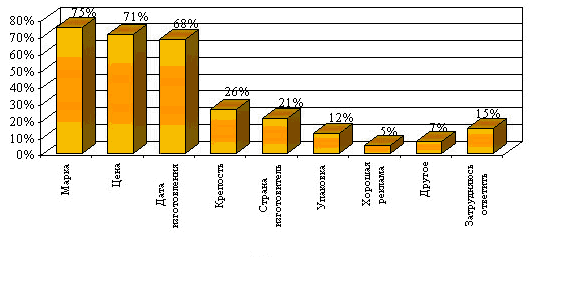 80%
70%
60%
50%
40%
30%
20%
10%
0%
75%
71%
68%
26%
21%
12%
5%
7%
15%
Марка
Цена
Дата
изготовления
Крепость
Страна
изготовитель
Упаковка
Хорошая
реклама
Другое
Затрудняюсь
ответить